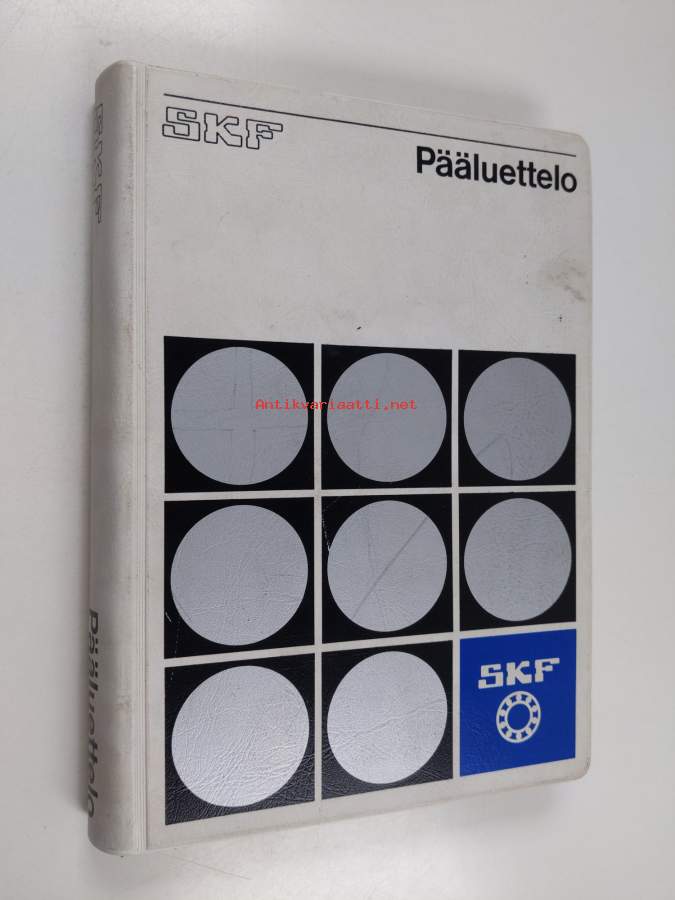 SKF
Pääluettelo
Antikvariaatti.net
SKF
SKF
Pääluettelo